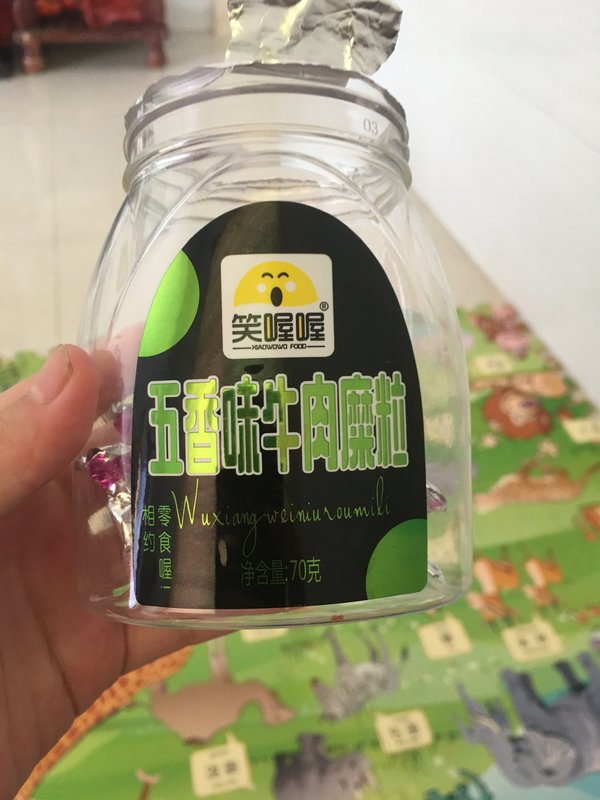 03
笑喔喔®
XIAOWOWO FOOD
五香味牛肉糜粒
Wuxiang weiniuroumili
零食喔
相约
净含量:70克